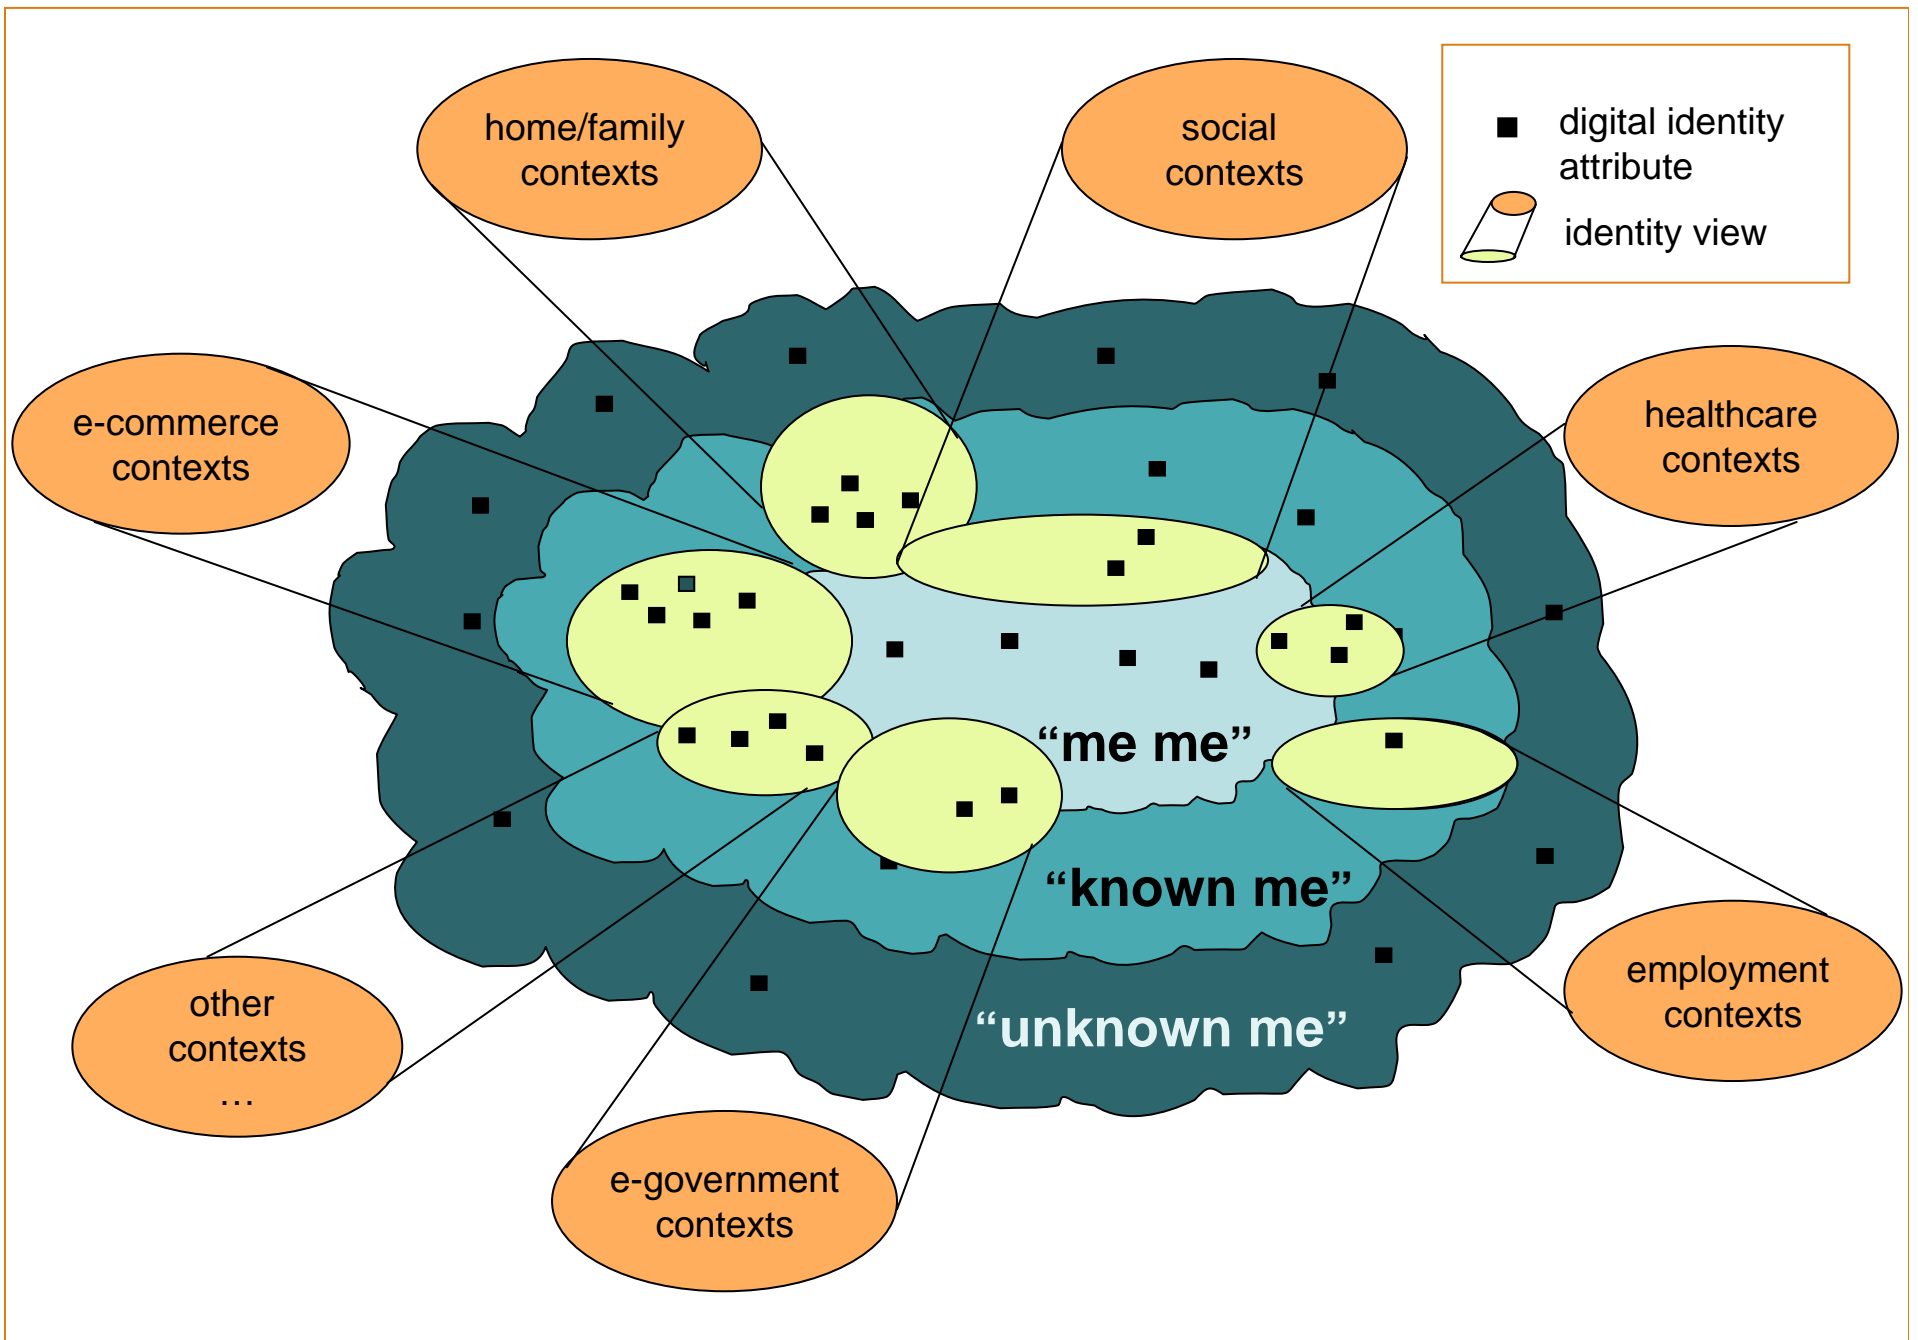 home/family
contexts
social
contexts
digital identity
attribute
identity view
e-commerce
contexts
healthcare
contexts
“me me”
“known me”
“unknown me”
other
contexts
…
employment
contexts
e-government
contexts